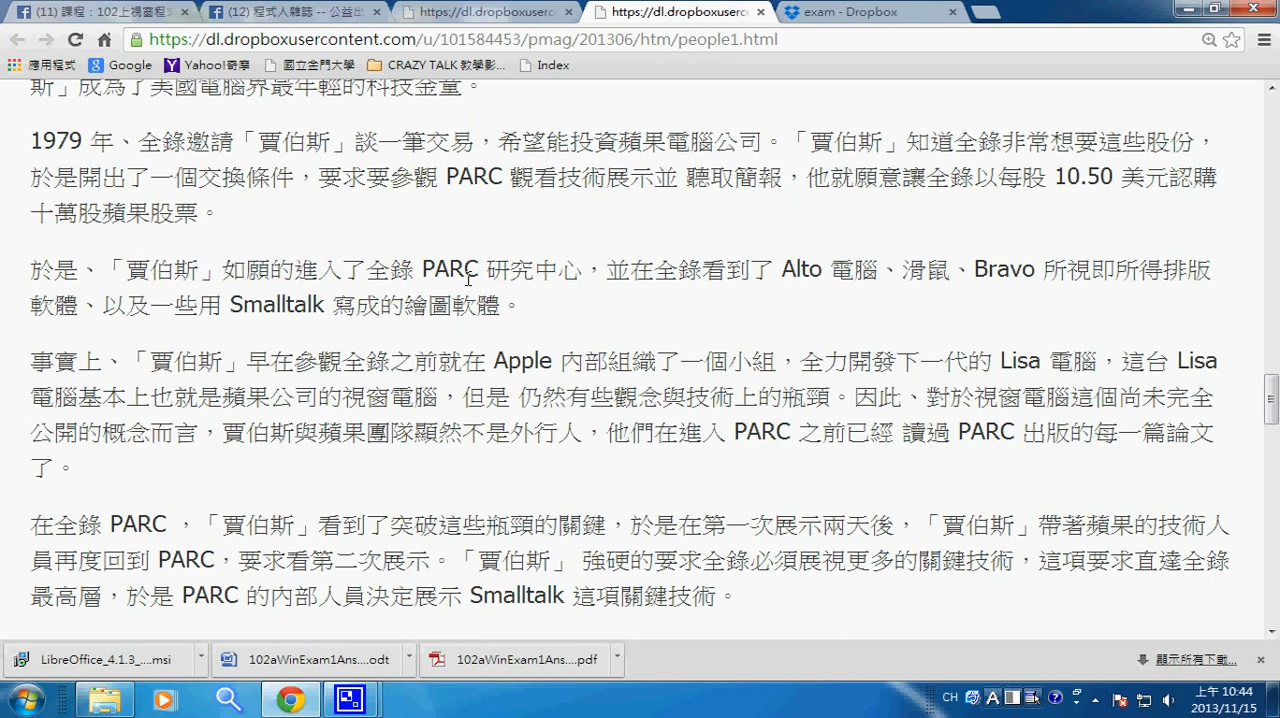 (11) 課程：102上視窗程式
(12) 程式人雜誌 -- 公益出
https://dl.dropboxuserco
https://dl.dropboxuserco
exam - Dropbox
https://dl.dropboxusercontent.com/u/101584453/pmag/201306/htm/people1.html
應用程式
Google
Yahoo!奇摩
國立金門大學
CRAZY TALK 教學影...
Index
斯」成為了美國電腦界最年輕的科技金童。
1979 年、全錄邀請「賈伯斯」談一筆交易，希望能投資蘋果電腦公司。「賈伯斯」知道全錄非常想要這些股份，
於是開出了一個交換條件，要求要參觀 PARC 觀看技術展示並 聽取簡報，他就願意讓全錄以每股 10.50 美元認購
十萬股蘋果股票。
於是、「賈伯斯」如願的進入了全錄 PARC 研究中心，並在全錄看到了 Alto 電腦、滑鼠、Bravo 所視即所得排版
軟體、以及一些用 Smalltalk 寫成的繪圖軟體。
事實上、「賈伯斯」早在參觀全錄之前就在 Apple 內部組織了一個小組，全力開發下一代的 Lisa 電腦，這台 Lisa
電腦基本上也就是蘋果公司的視窗電腦，但是 仍然有些觀念與技術上的瓶頸。因此、對於視窗電腦這個尚未完全
公開的概念而言，賈伯斯與蘋果團隊顯然不是外行人，他們在進入 PARC 之前已經 讀過 PARC 出版的每一篇論文
了。
在全錄 PARC ，「賈伯斯」看到了突破這些瓶頸的關鍵，於是在第一次展示兩天後，「賈伯斯」帶著蘋果的技術人
員再度回到 PARC，要求看第二次展示。「賈伯斯」 強硬的要求全錄必須展視更多的關鍵技術，這項要求直達全錄
最高層，於是 PARC 的內部人員決定展示 Smalltalk 這項關鍵技術。
LibreOffice_4.1.3_....msi
102aWinExam1Ans....odt
102aWinExam1Ans....pdf
顯示所有下載...
CH
上午 10:44
2013/11/15